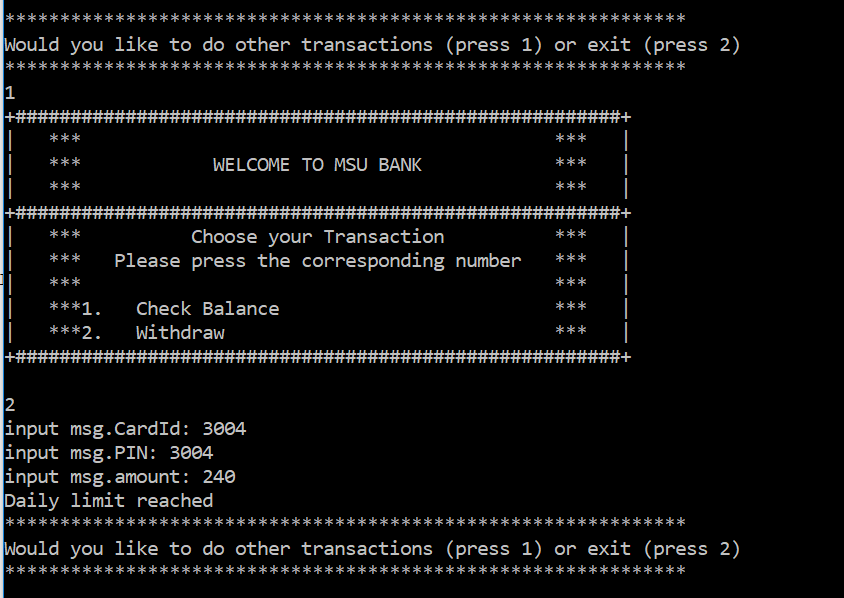 **************************************************************
Would you like to do other transactions (press 1) or exit (press 2)
**************************************************************
1
+#######################################################+
|   ***                                           ***   |
|   ***            WELCOME TO MSU BANK            ***   |
|   ***                                           ***   |
+#######################################################+
|   ***          Choose your Transaction          ***   |
|   ***   Please press the corresponding number   ***   |
|   ***                                           ***   |
|   ***1.   Check Balance                         ***   |
|   ***2.   Withdraw                              ***   |
+#######################################################+
2
input msg.CardId: 3004
input msg.PIN: 3004
input msg.amount: 240
Daily limit reached
**************************************************************
Would you like to do other transactions (press 1) or exit (press 2)
**************************************************************